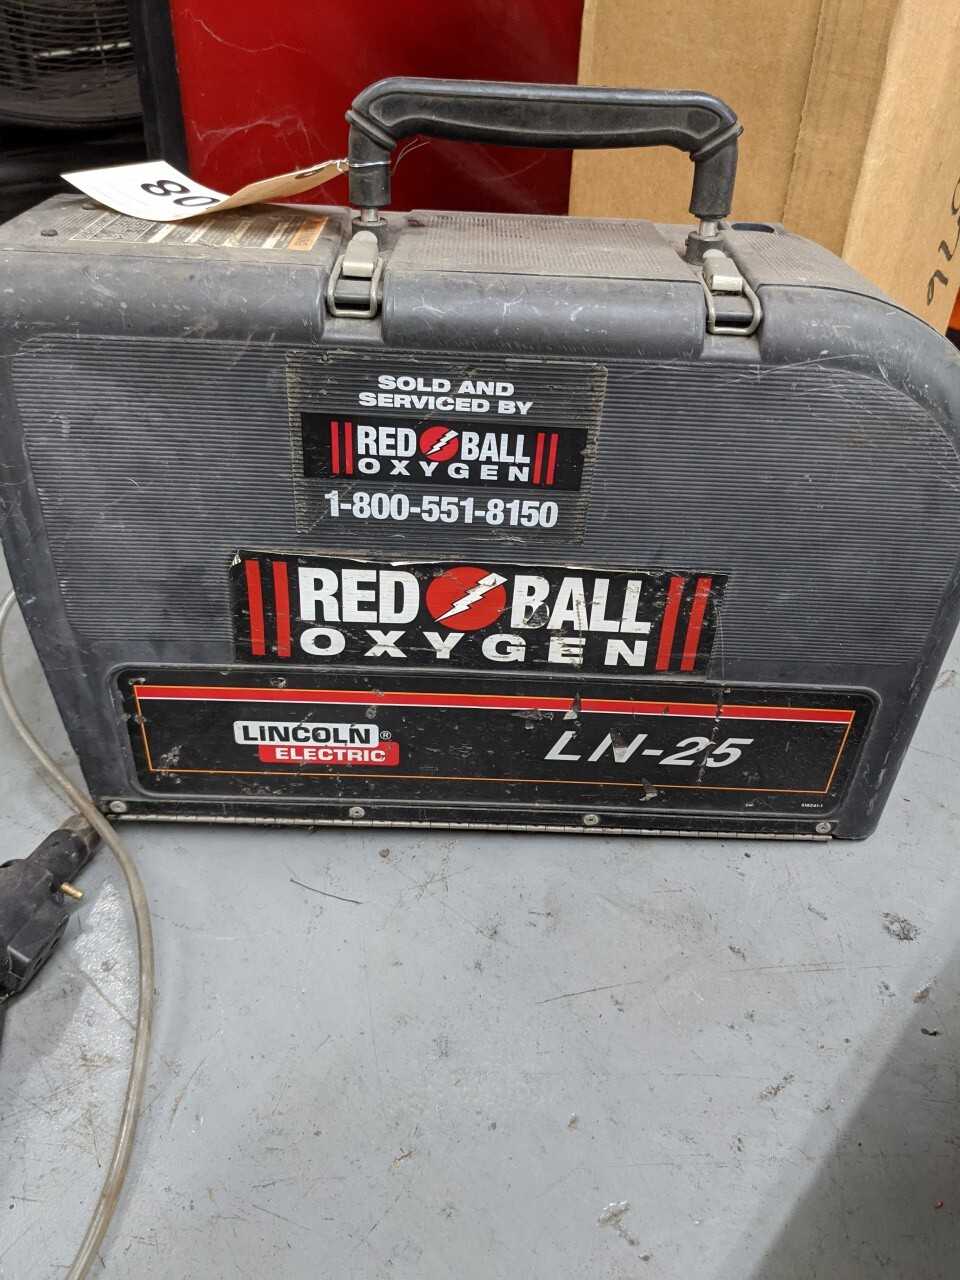 80
SOLD AND
SERVICED BY
RED BALL
OXYGEN
1-800-551-8150
RED BALL
OXYGEN
LINCOLN®
ELECTRIC
LN-25